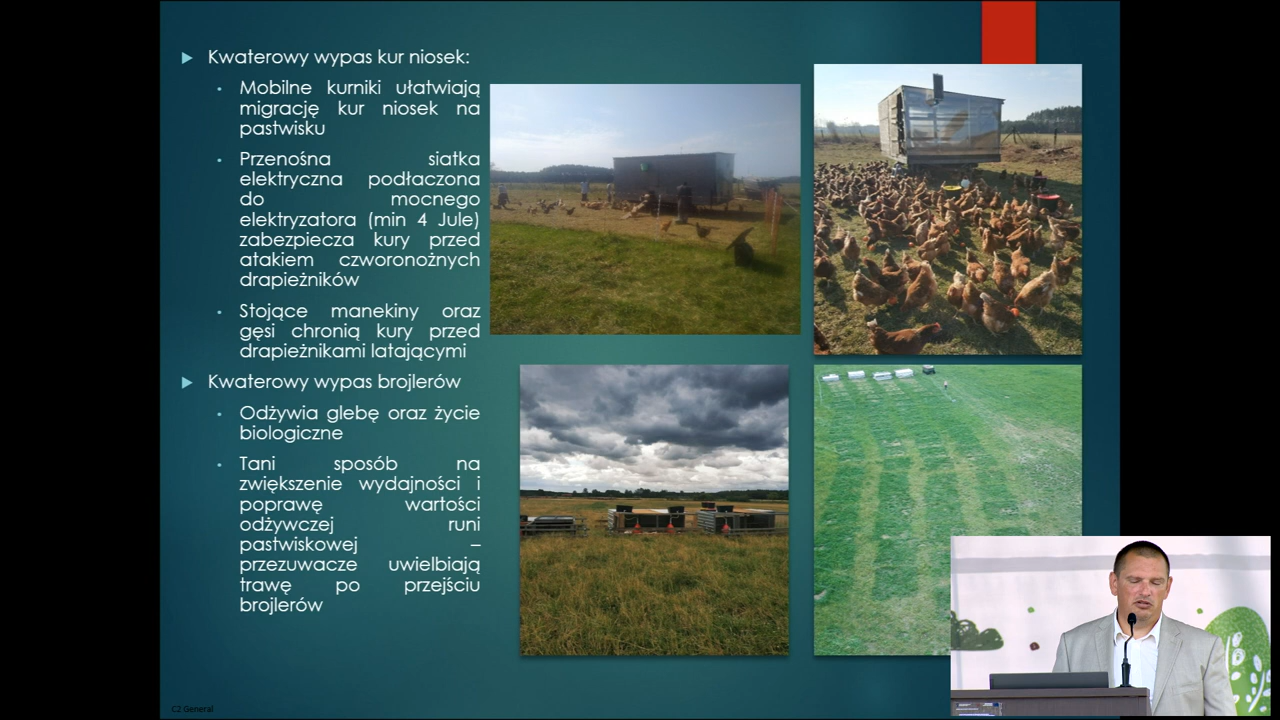 Kwaterowy wypas kur niosek:
Mobilne kurniki ułatwiają
migrację kur niosek na
pastwisku
Przenośna siatka
elektryczna podłaczona
do mocnego
elektryzatora (min 4 Jule)
zabezpiecza kury przed
atakiem czworonożnych
drapieżników
Stojące manekiny oraz
gęsi chronią kury przed
drapieżnikami latającymi
Kwaterowy wypas brojlerów
Odżywia glebę oraz życie
biologiczne
Tani sposób na
zwiększenie wydajności i
poprawę wartości
odżywczej runi
pastwiskowej –
przezuwacze uwielbiają
trawę po przejściu
brojlerów
C2 General